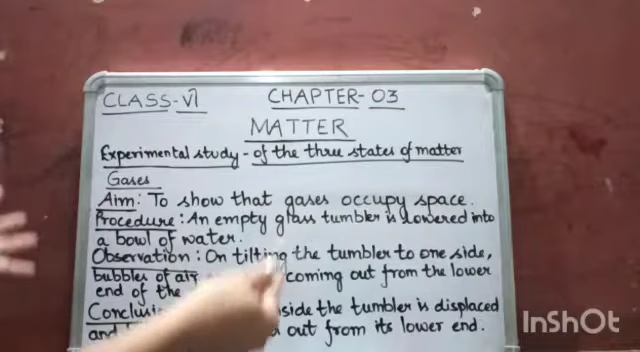 CLASS-VI CHAPTER-03
MATTER
Experimental study - of the three states of matter
Gases
Aim: To show that gases occupy space.
Procedure: An empty glass tumbler is lowered into
a bowl of water.
Observation: On tilting the tumbler to one side,
bubbles of air coming out from the lower
end of the
side the tumbler is displaced
and out from its lower end.
InShOt